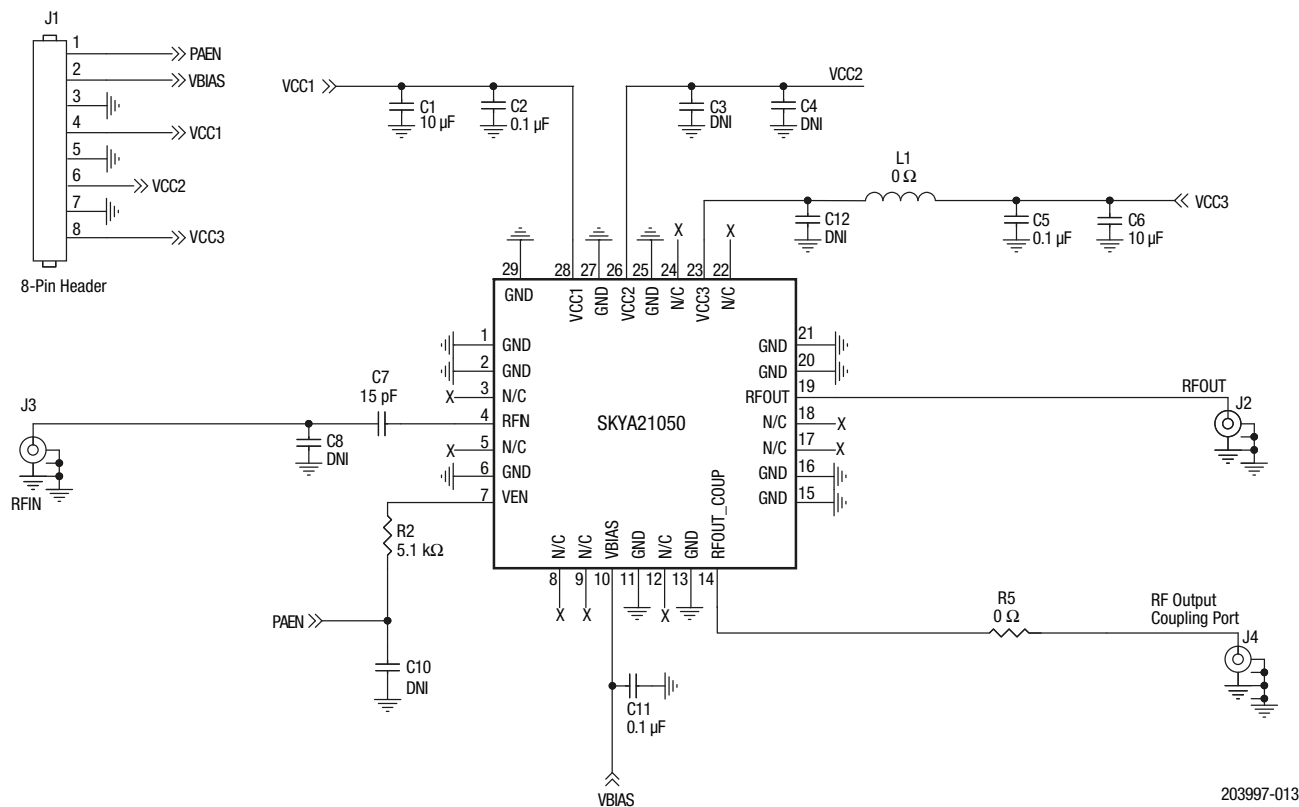 J1
1
PAEN
2
VBIAS
3
4
VCC1
5
6
VCC2
7
8
VCC3
8-Pin Header
VCC1
C1
10 µF
C2
0.1 µF
VCC2
C3
DNI
C4
DNI
L1
0 Ω
C12
DNI
C5
0.1 µF
C6
10 µF
VCC3
X
X
29
28
27
26
25
24
23
22
GND
VCC1
GND
VCC2
GND
N/C
VCC3
N/C
1
GND
2
GND
X
3
N/C
4
RFIN
X
5
N/C
6
GND
7
VEN
SKYA21050
GND
21
GND
20
RFOUT
19
N/C
18
X
N/C
17
X
GND
16
GND
15
J3
RFIN
C8
DNI
C7
15 pF
RFOUT
J2
R2
5.1 kΩ
PAEN
C10
DNI
N/C
N/C
VBIAS
GND
N/C
GND
RFOUT_COUP
8
9
10
11
12
13
14
X
X
X
C11
0.1 µF
VBIAS
R5
0 Ω
RF Output
Coupling Port
J4
203997-013